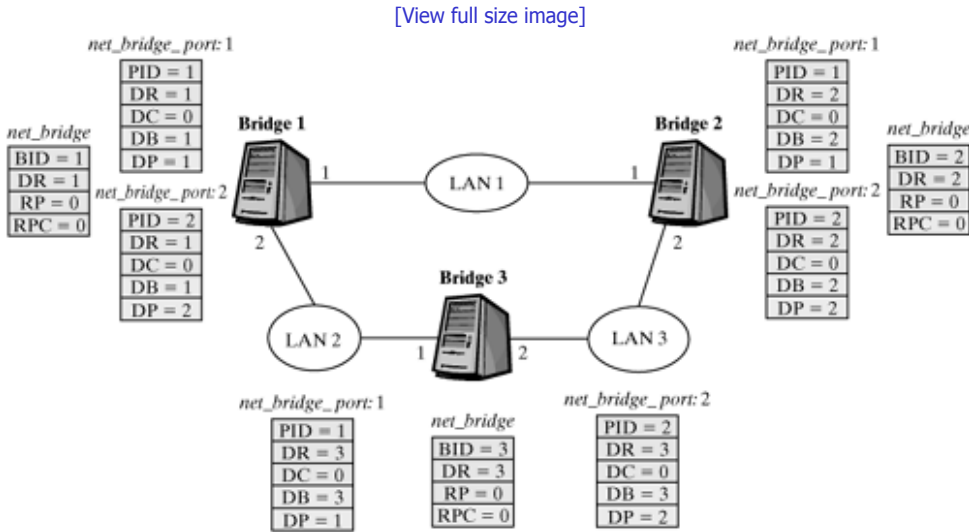 [View full size image]
net_bridge_port: 1
PID = 1
DR = 1
DC = 0
DB = 1
DP = 1
net_bridge
BID = 1
DR = 1
RP = 0
RPC = 0
net_bridge_port: 2
PID = 2
DR = 1
DC = 0
DB = 1
DP = 2
Bridge 1
1
2
LAN 1
Bridge 2
1
2
net_bridge_port: 1
PID = 1
DR = 2
DC = 0
DB = 2
DP = 1
net_bridge
BID = 2
DR = 2
RP = 0
RPC = 0
net_bridge_port: 2
PID = 2
DR = 2
DC = 0
DB = 2
DP = 2
LAN 2
Bridge 3
1
2
LAN 3
net_bridge_port: 1
PID = 1
DR = 3
DC = 0
DB = 3
DP = 1
net_bridge
BID = 3
DR = 3
RP = 0
RPC = 0
net_bridge_port: 2
PID = 2
DR = 3
DC = 0
DB = 3
DP = 2